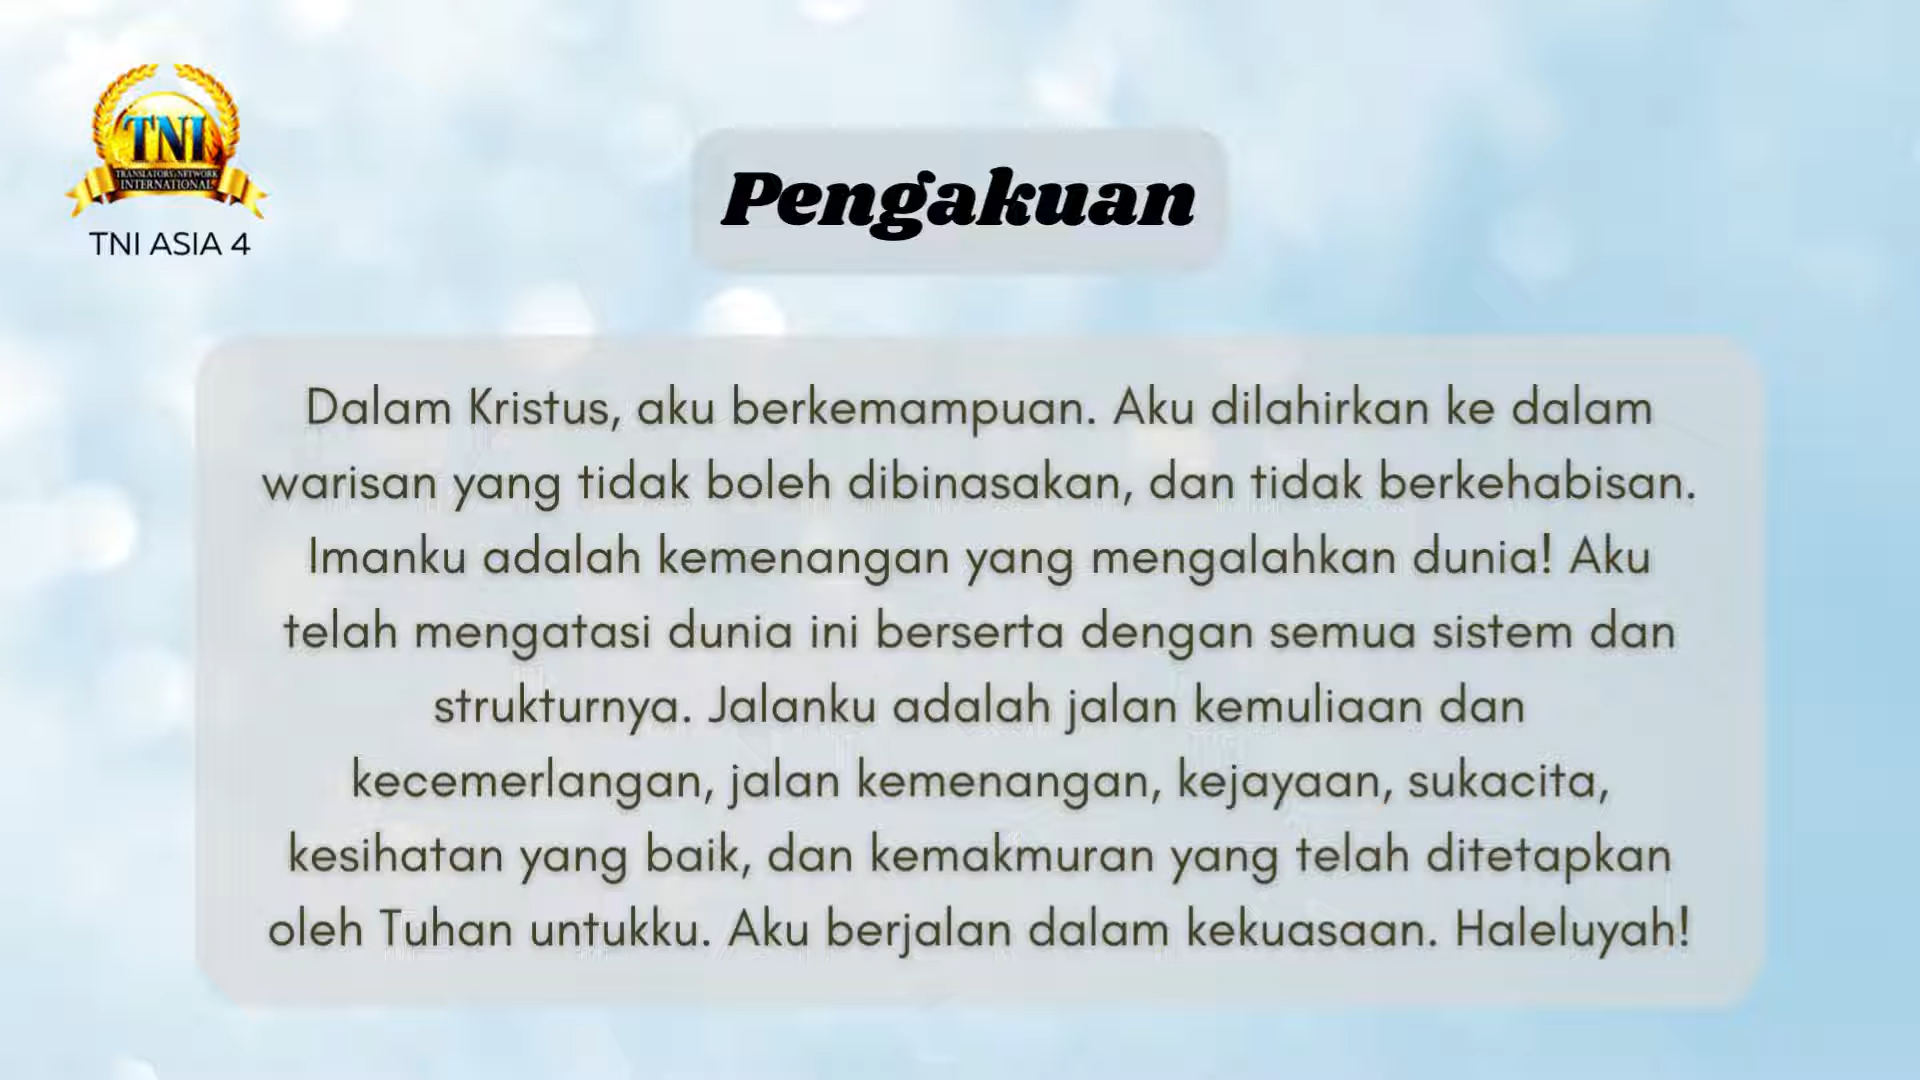 TNI
TRANSLATORS NETWORK
INTERNATIONAL
TNI ASIA 4
Pengakuan
Dalam Kristus, aku berkemampuan. Aku dilahirkan ke dalam
warisan yang tidak boleh dibinasakan, dan tidak berkehabisan.
Imanku adalah kemenangan yang mengalahkan dunia! Aku
telah mengatasi dunia ini berserta dengan semua sistem dan
strukturnya. Jalanku adalah jalan kemuliaan dan
kecemerlangan, jalan kemenangan, kejayaan, sukacita,
kesihatan yang baik, dan kemakmuran yang telah ditetapkan
oleh Tuhan untukku. Aku berjalan dalam kekuasaan. Haleluyah!